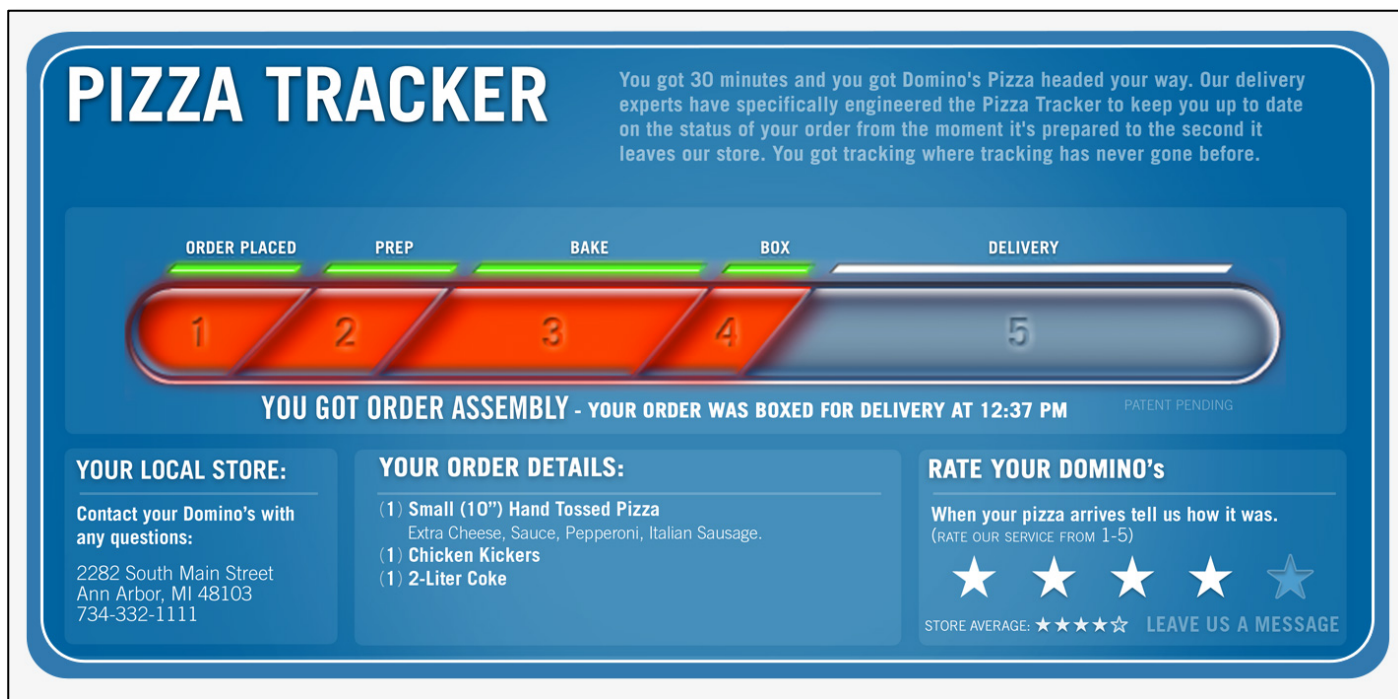 PIZZA TRACKER
You got 30 minutes and you got Domino's Pizza headed your way. Our delivery
experts have specifically engineered the Pizza Tracker to keep you up to date
on the status of your order from the moment it's prepared to the second it
leaves our store. You got tracking where tracking has never gone before.
ORDER PLACED PREP BAKE BOX DELIVERY
1 2 3 4 5
YOU GOT ORDER ASSEMBLY - YOUR ORDER WAS BOXED FOR DELIVERY AT 12:37 PM
PATENT PENDING
YOUR LOCAL STORE:
Contact your Domino's with
any questions:
2282 South Main Street
Ann Arbor, MI 48103
734-332-1111
YOUR ORDER DETAILS:
(1) Small (10") Hand Tossed Pizza
Extra Cheese, Sauce, Pepperoni, Italian Sausage.
(1) Chicken Kickers
(1) 2-Liter Coke
RATE YOUR DOMINO's
When your pizza arrives tell us how it was.
(RATE OUR SERVICE FROM 1-5)
STORE AVERAGE: ★★★★☆ LEAVE US A MESSAGE